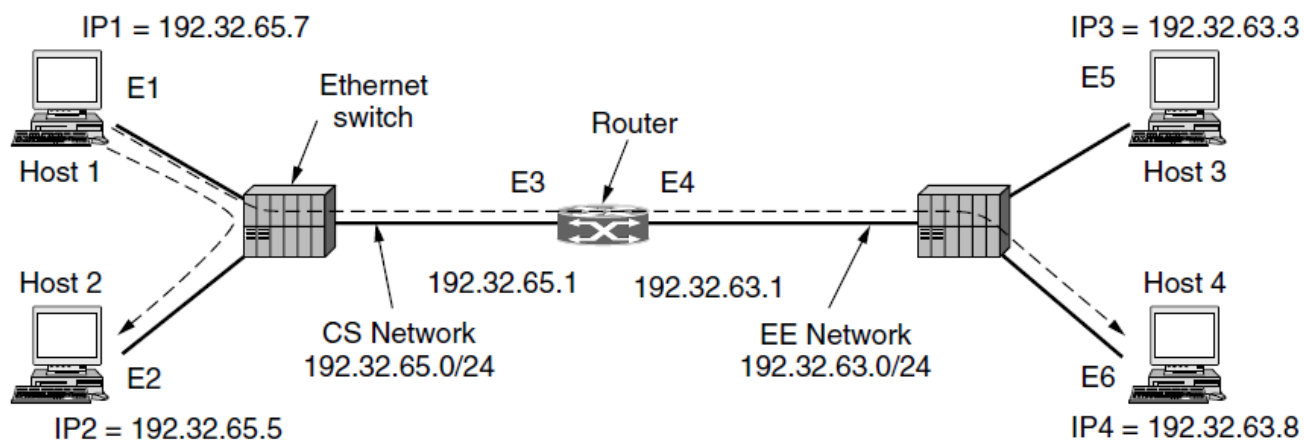 IP1 = 192.32.65.7
IP3 = 192.32.63.3
E1
Ethernet
switch
Router
E5
Host 1
E3
E4
Host 3
Host 2
192.32.65.1
192.32.63.1
Host 4
CS Network
192.32.65.0/24
EE Network
192.32.63.0/24
E2
E6
IP2 = 192.32.65.5
IP4 = 192.32.63.8